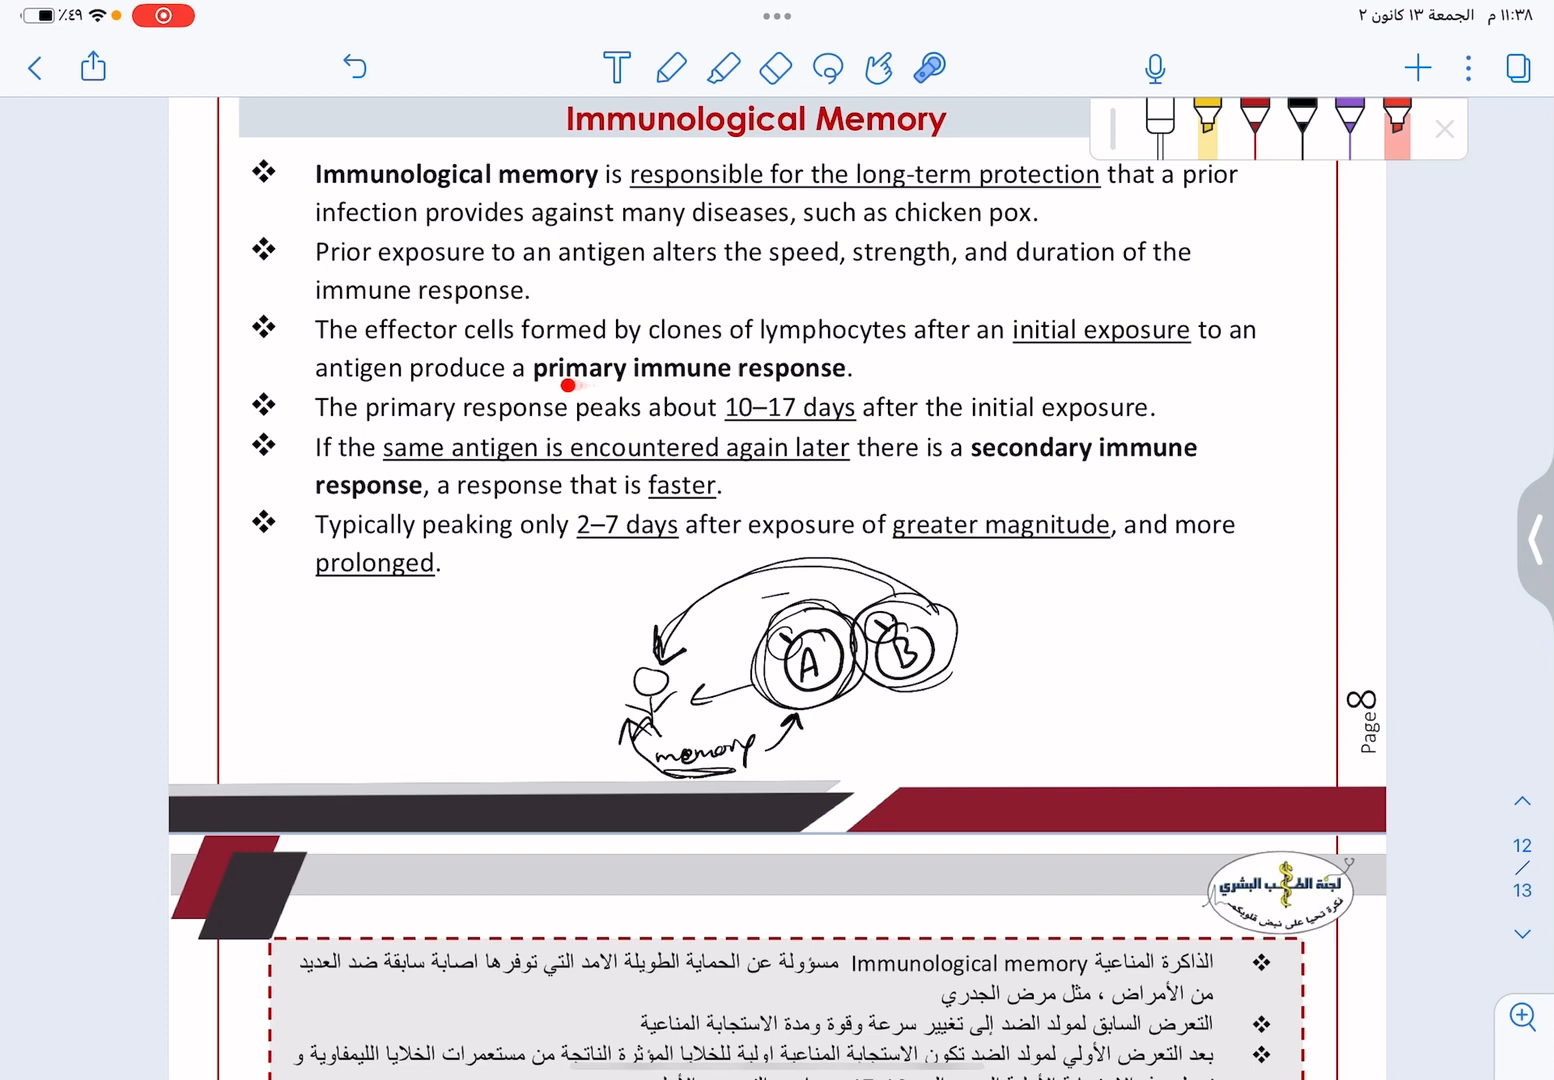 ٪٤٩
الجمعة ١٣ كانون ٢
١١:٣٨ م
Immunological Memory
❖ Immunological memory is responsible for the long-term protection that a prior
infection provides against many diseases, such as chicken pox.
❖ Prior exposure to an antigen alters the speed, strength, and duration of the
immune response.
❖ The effector cells formed by clones of lymphocytes after an initial exposure to an
antigen produce a primary immune response.
❖ The primary response peaks about 10–17 days after the initial exposure.
❖ If the same antigen is encountered again later there is a secondary immune
response, a response that is faster.
❖ Typically peaking only 2–7 days after exposure of greater magnitude, and more
prolonged.
A
B
memory
Page 8
12
/
13
لجنة الطب البشري
فكرة تحيا على نبض قلوبكم
❖ الذاكرة المناعية Immunological memory مسؤولة عن الحماية الطويلة الامد التي توفرها اصابة سابقة ضد العديد
من الأمراض ، مثل مرض الجدري
❖ التعرض السابق لمولد الضد إلى تغيير سرعة وقوة ومدة الاستجابة المناعية
❖ بعد التعرض الأولي لمولد الضد تكون الاستجابة المناعية اولية للخلايا المؤثرة الناتجة من مستعمرات الخلايا الليمفاوية و